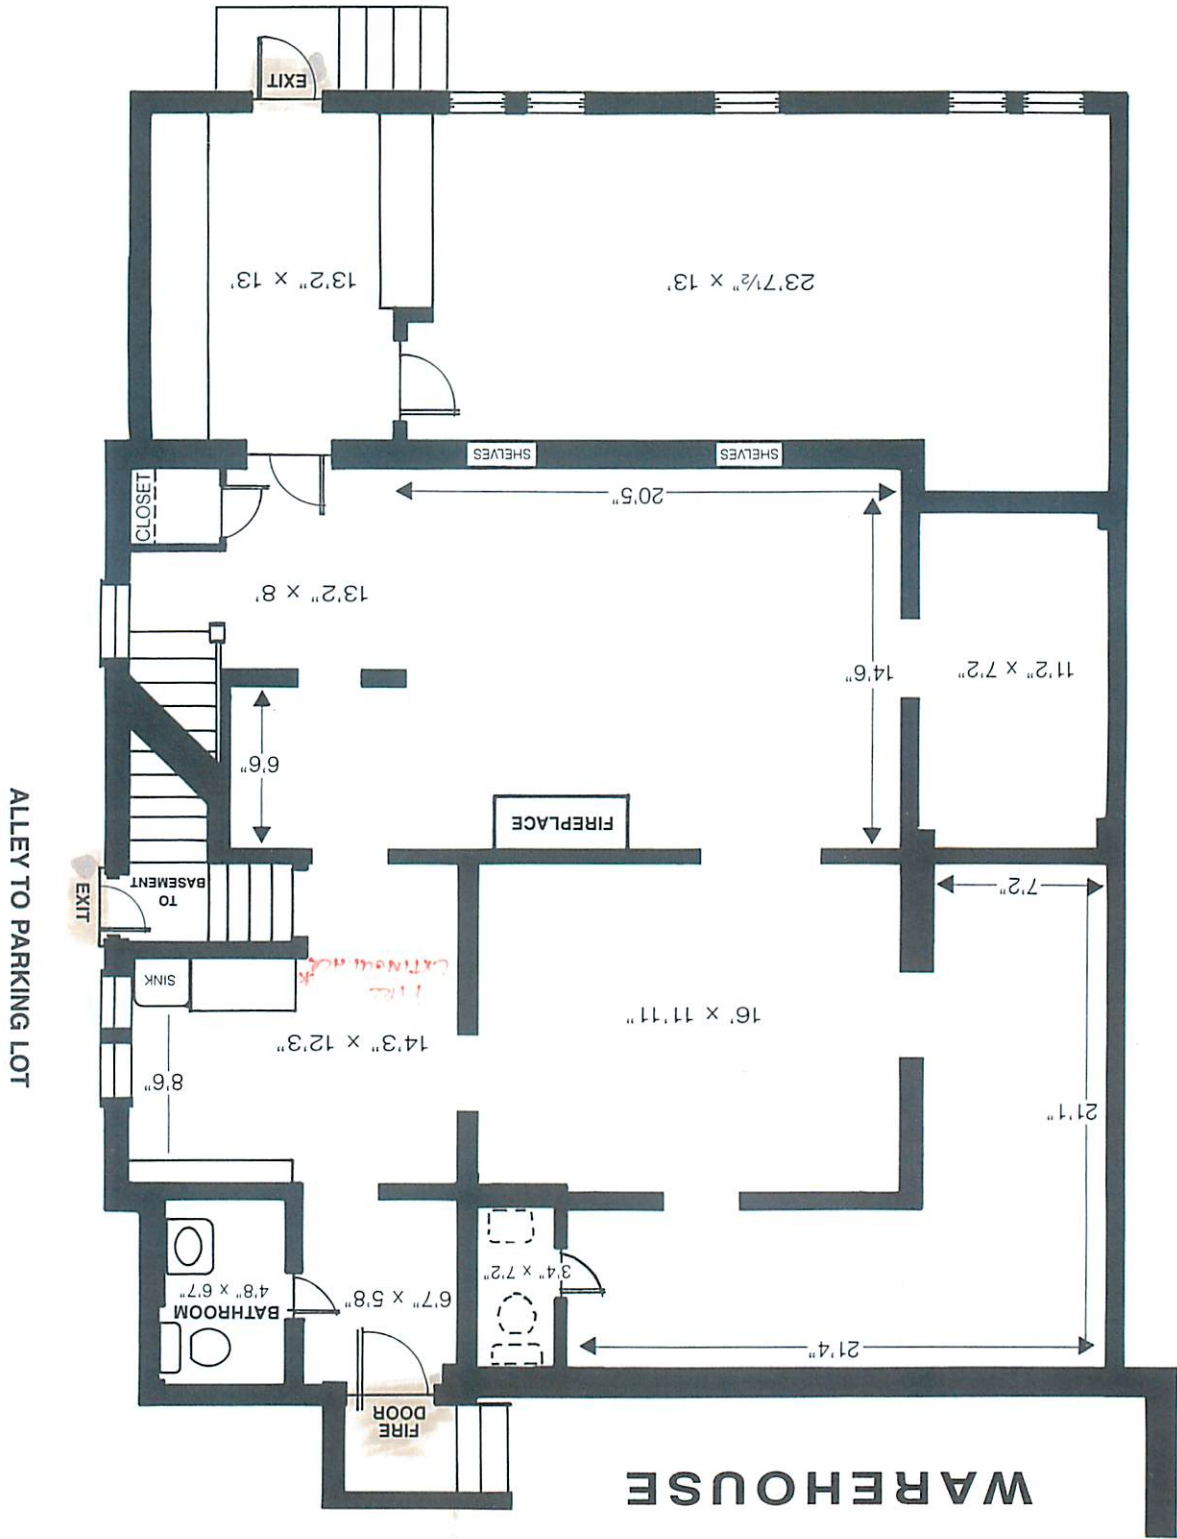 WAREHOUSE
FIRE
DOOR
21'4"
6'7" x 5'8"
BATHROOM
4'8" x 6'7"
3'4" x 7'2"
21'1"
8'6"
14'3" x 12'3"
16' x 11'11"
SINK
7'2"
TO
BASEMENT
EXIT
FIREPLACE
6'6"
11'2" x 7'2"
14'6"
13'2" x 8'
20'5"
CLOSET
SHELVES
SHELVES
23'7½" x 13'
13'2" x 13'
EXIT
ALLEY TO PARKING LOT